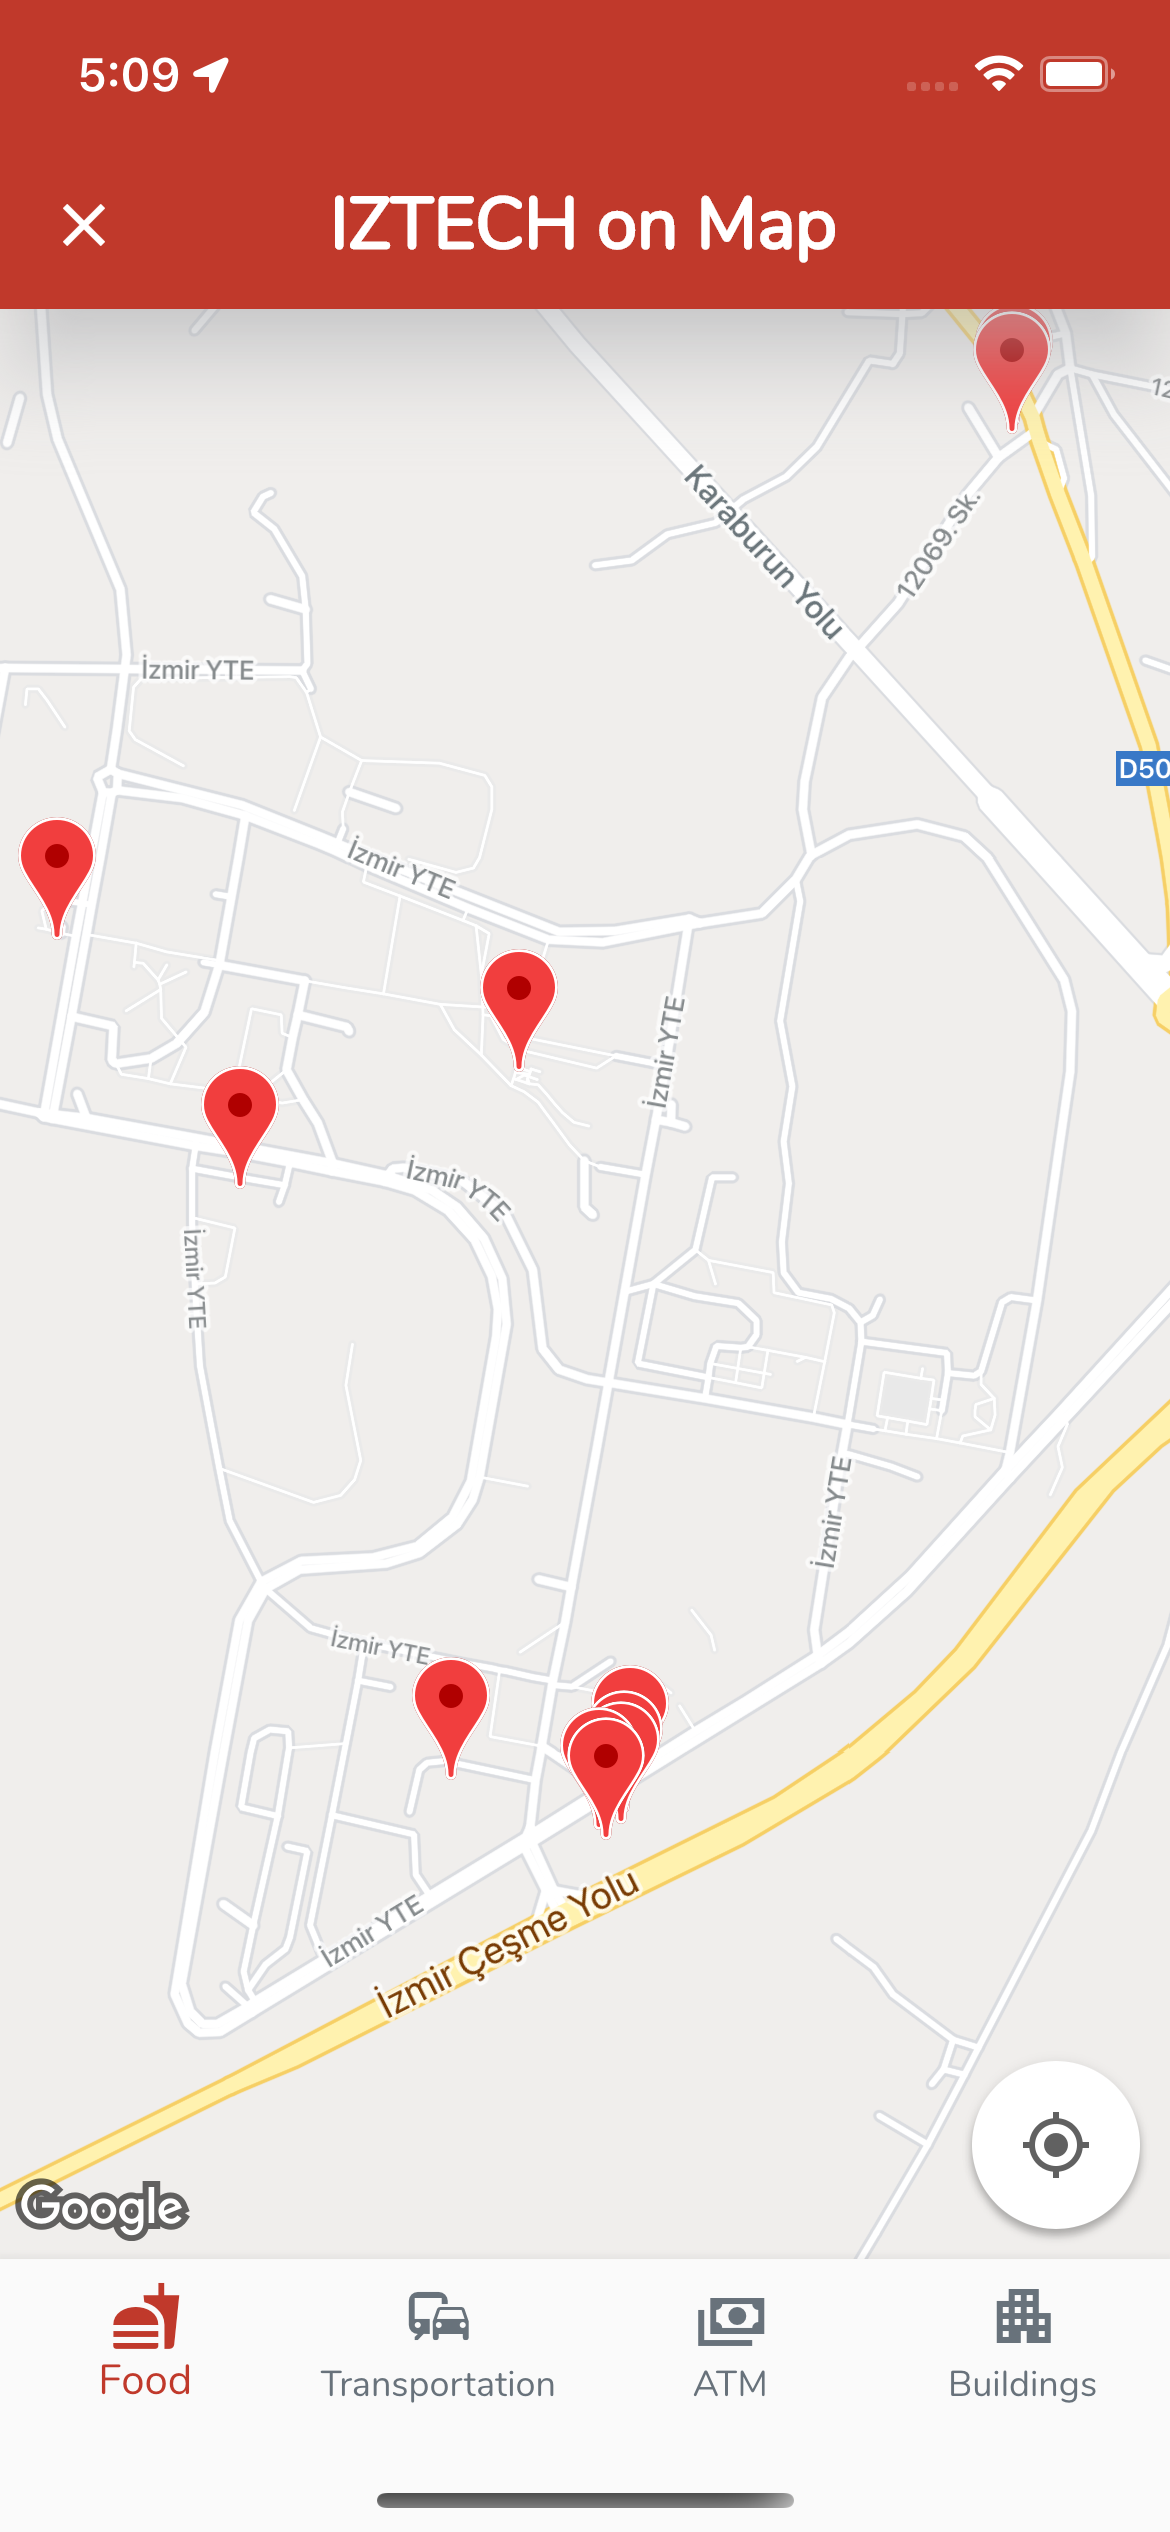 5:09
IZTECH on Map
12
Karaburun Yolu
12069. Sk.
İzmir YTE
D50
İzmir YTE
İzmir YTE
İzmir YTE
İzmir YTE
İzmir YTE
İzmir YTE
İzmir YTE
İzmir Çeşme Yolu
Google
Food
Transportation
ATM
Buildings